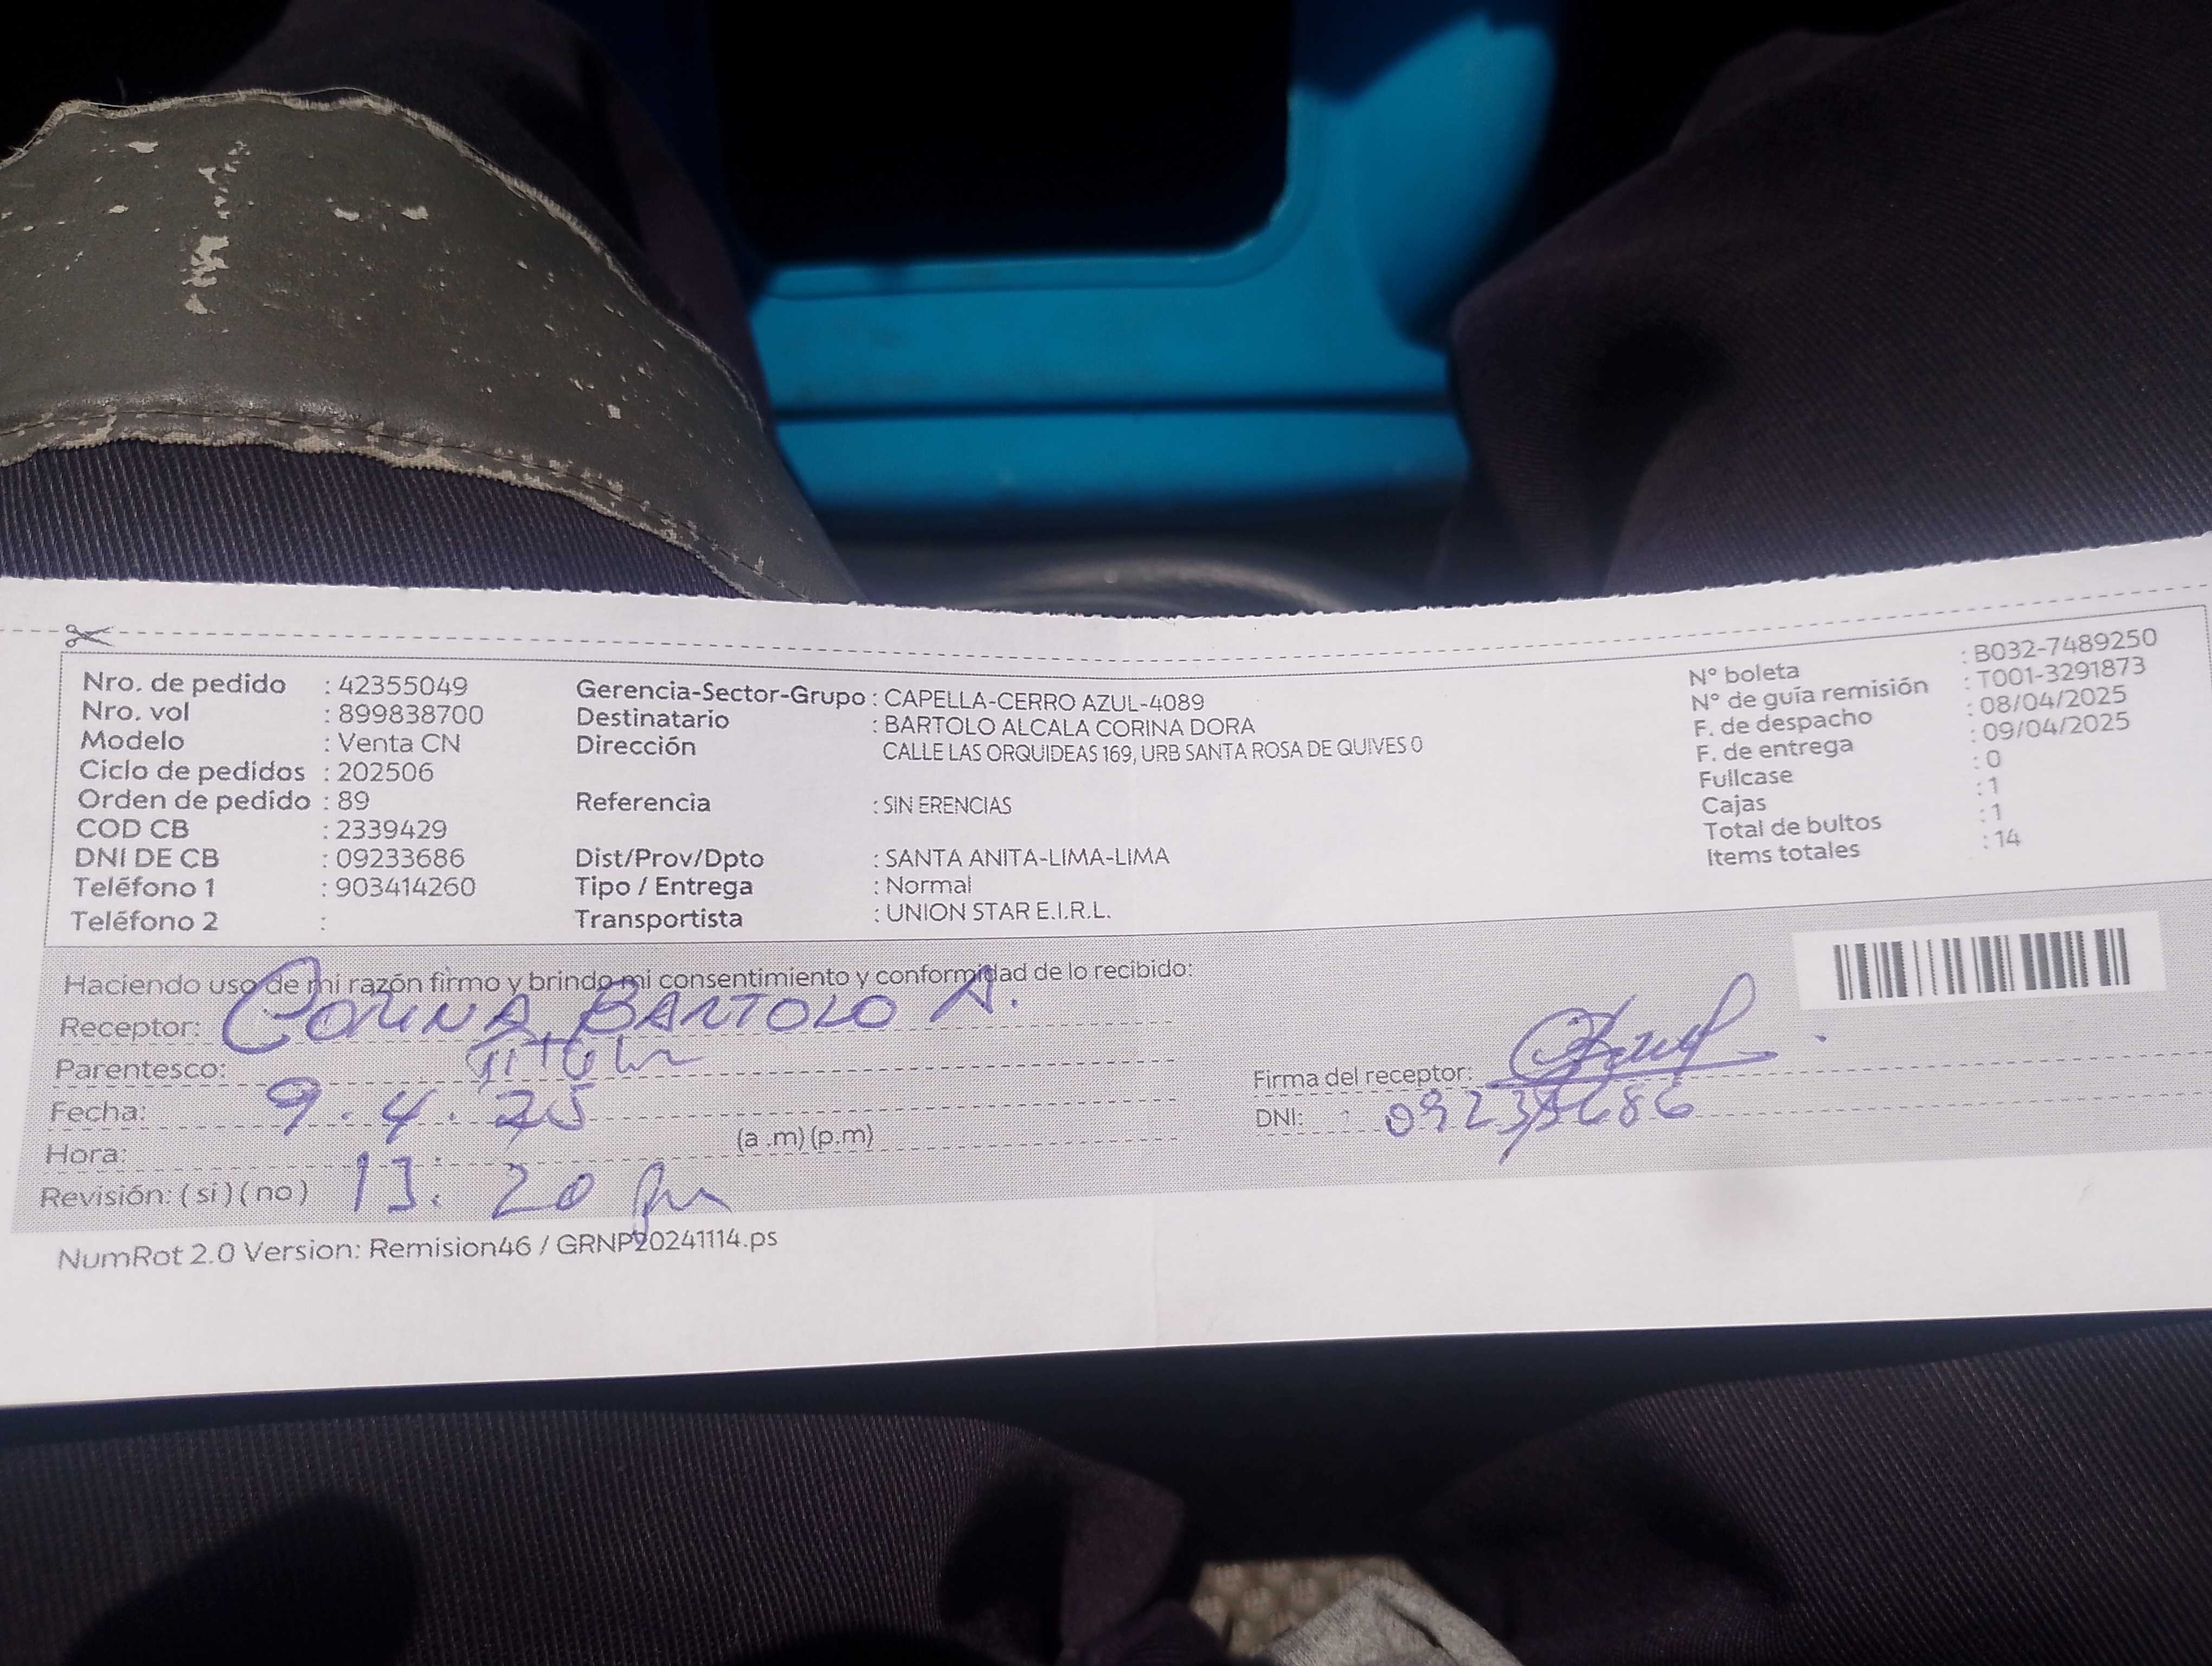 Nro. de pedido : 42355049
Nro. vol : 899838700
Modelo : Venta CN
Ciclo de pedidos : 202506
Orden de pedido : 89
COD CB : 2339429
DNI DE CB : 09233686
Teléfono 1 : 903414260
Teléfono 2 :
Gerencia-Sector-Grupo : CAPELLA-CERRO AZUL-4089
Destinatario : BARTOLO ALCALA CORINA DORA
Dirección CALLE LAS ORQUIDEAS 169, URB SANTA ROSA DE QUIVES 0
Referencia : SIN ERENCIAS
Dist/Prov/Dpto : SANTA ANITA-LIMA-LIMA
Tipo / Entrega : Normal
Transportista : UNION STAR E.I.R.L.
N° boleta : B032-7489250
N° de guía remisión : T001-3291873
F. de despacho : 08/04/2025
F. de entrega : 09/04/2025
Fullcase : 0
Cajas : 1
Total de bultos : 1
Items totales : 14
Haciendo uso de mi razón firmo y brindo mi consentimiento y conformidad de lo recibido:
Receptor: CORINA BARTOLO A.
Parentesco: Titular
Fecha: 9.4.25
Hora: (a .m) (p.m)
Revisión: ( si ) ( no ) 13:20 pm
Firma del receptor:
DNI: 09233686
NumRot 2.0 Version: Remision46 / GRNP20241114.ps